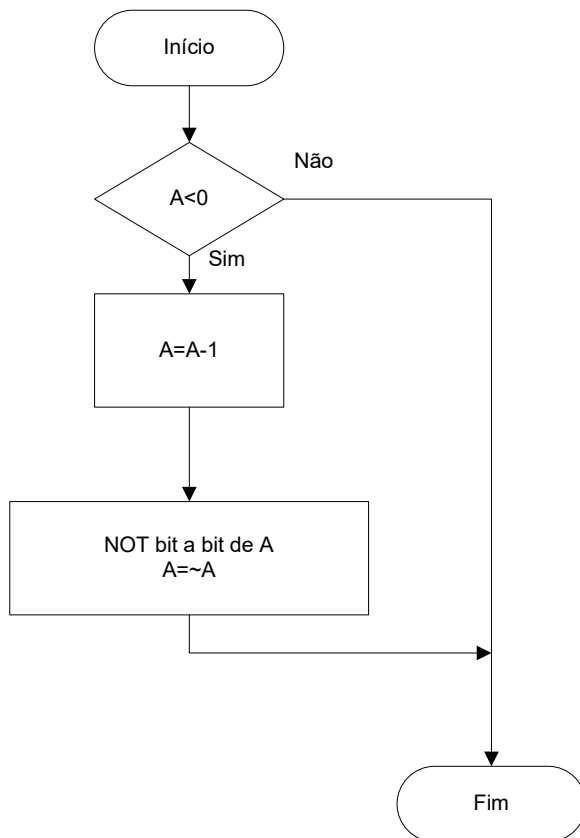 Início
Não
A<0
Sim
A=A-1
NOT bit a bit de A
A=~A
Fim